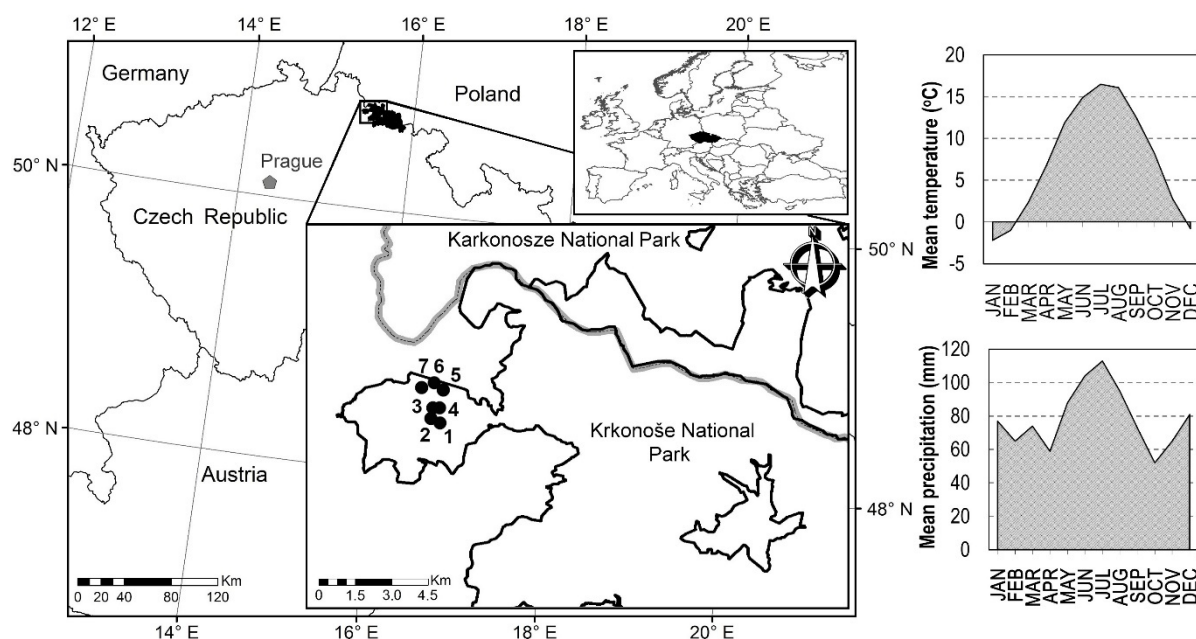 12° E
14° E
16° E
18° E
20° E
Germany
Poland
50° N
Prague
Czech Republic
48° N
Austria
Km
0 20 40 80 120
Karkonosze National Park
N
50° N
7 6 5
3 4
2 1
Krkonoše National
Park
48° N
Km
0 1.5 3.0 4.5
14° E
16° E
18° E
20° E
Mean temperature (ºC)
20
15
10
5
0
-5
JAN
FEB
MAR
APR
MAY
JUN
JUL
AUG
SEP
OCT
NOV
DEC
Mean precipitation (mm)
120
100
80
60
40
20
0
JAN
FEB
MAR
APR
MAY
JUN
JUL
AUG
SEP
OCT
NOV
DEC